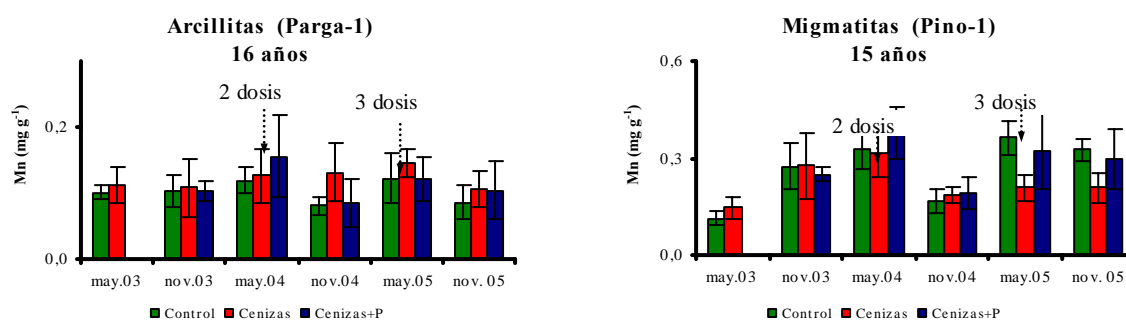 Arcillitas (Parga-1)
16 años
Mn (mg g-1)
0,2
0,0
2 dosis
3 dosis
may.03 nov.03 may.04 nov.04 may.05 nov. 05
Control Cenizas Cenizas+P
Migmatitas (Pino-1)
15 años
Mn (mg g-1)
0,6
0,3
0,0
2 dosis
3 dosis
may.03 nov.03 may.04 nov.04 may.05 nov. 05
Control Cenizas Cenizas+P